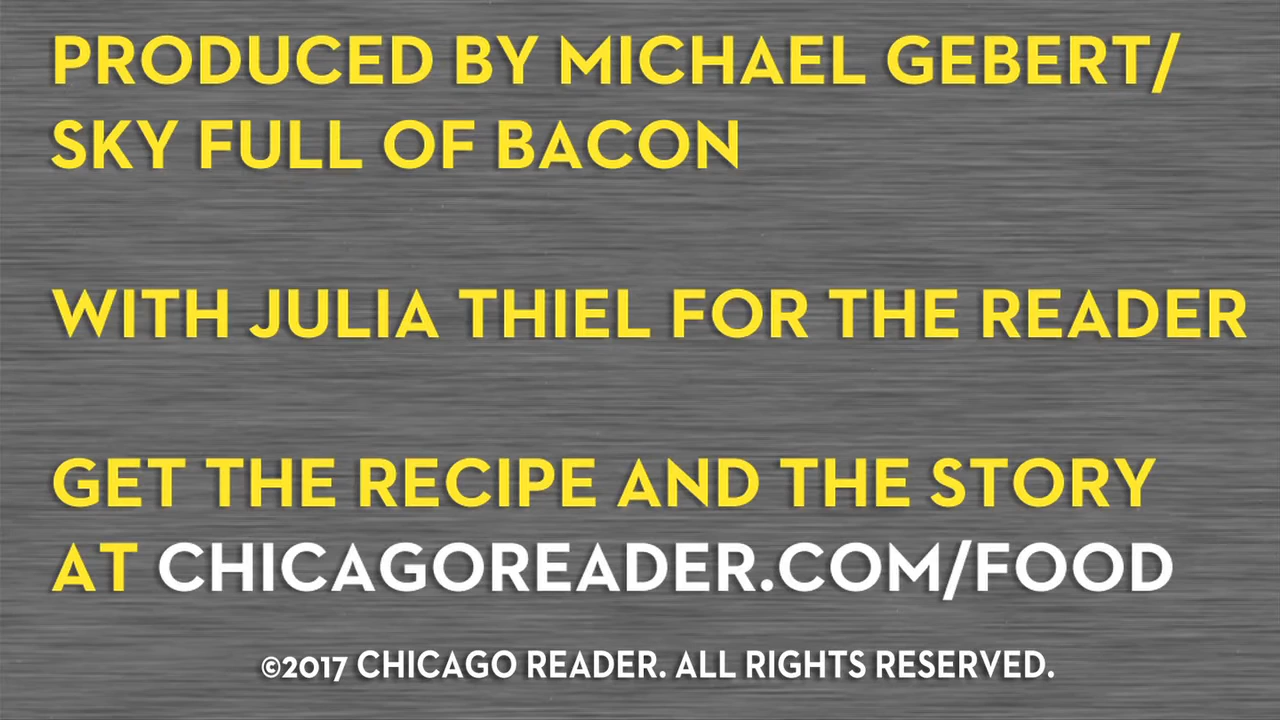 PRODUCED BY MICHAEL GEBERT/
SKY FULL OF BACON
WITH JULIA THIEL FOR THE READER
GET THE RECIPE AND THE STORY
AT CHICAGOREADER.COM/FOOD
©2017 CHICAGO READER. ALL RIGHTS RESERVED.